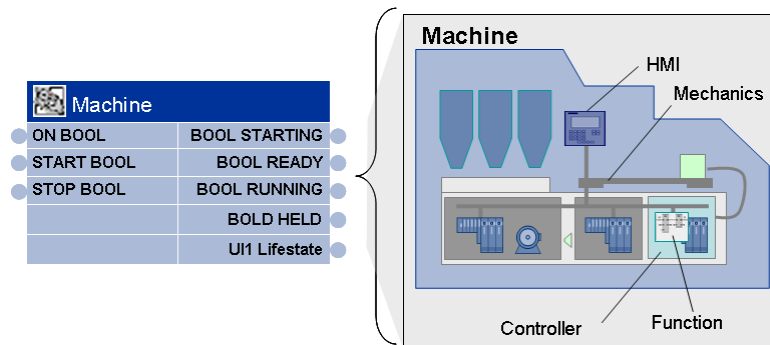 Machine
ON BOOL
BOOL STARTING
START BOOL
BOOL READY
STOP BOOL
BOOL RUNNING
BOLD HELD
UI1 Lifestate
Machine
HMI
Mechanics
Controller
Function